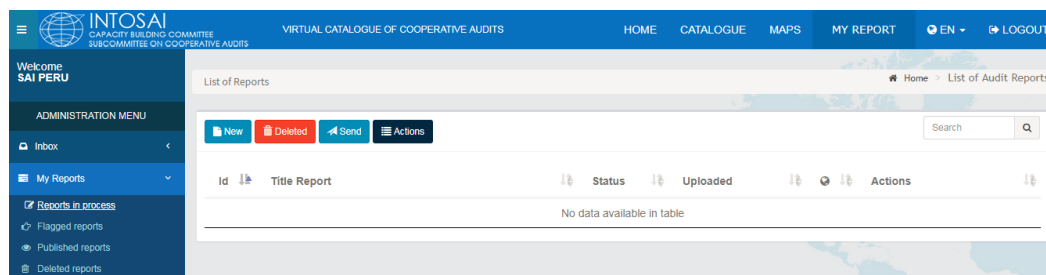 INTOSAI
CAPACITY BUILDING COMMITTEE
SUBCOMMITTEE ON COOPERATIVE AUDITS
VIRTUAL CATALOGUE OF COOPERATIVE AUDITS
HOME CATALOGUE MAPS MY REPORT EN LOGOUT
Welcome
SAI PERU
List of Reports
Home > List of Audit Reports
ADMINISTRATION MENU
New Deleted Send Actions
Search
Inbox
My Reports
Id Title Report Status Uploaded Actions
Reports in process
No data available in table
Flagged reports
Published reports
Deleted reports